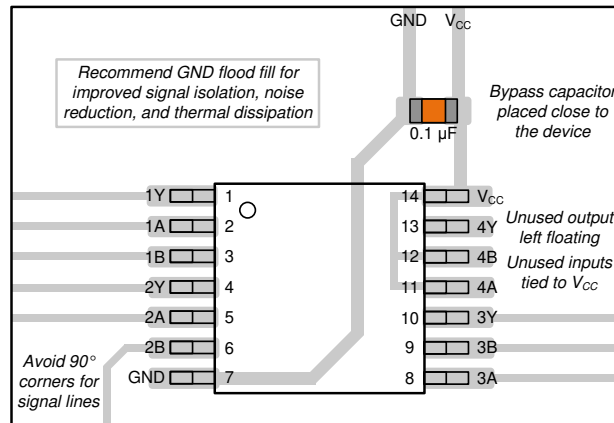 GND
V_CC
Recommend GND flood fill for
improved signal isolation, noise
reduction, and thermal dissipation
Bypass capacitor
placed close to
the device
0.1 µF
1Y
1
14
V_CC
1A
2
13
4Y
1B
3
12
4B
2Y
4
11
4A
2A
5
10
3Y
2B
6
9
3B
GND
7
8
3A
Unused output
left floating
Unused inputs
tied to V_CC
Avoid 90°
corners for
signal lines